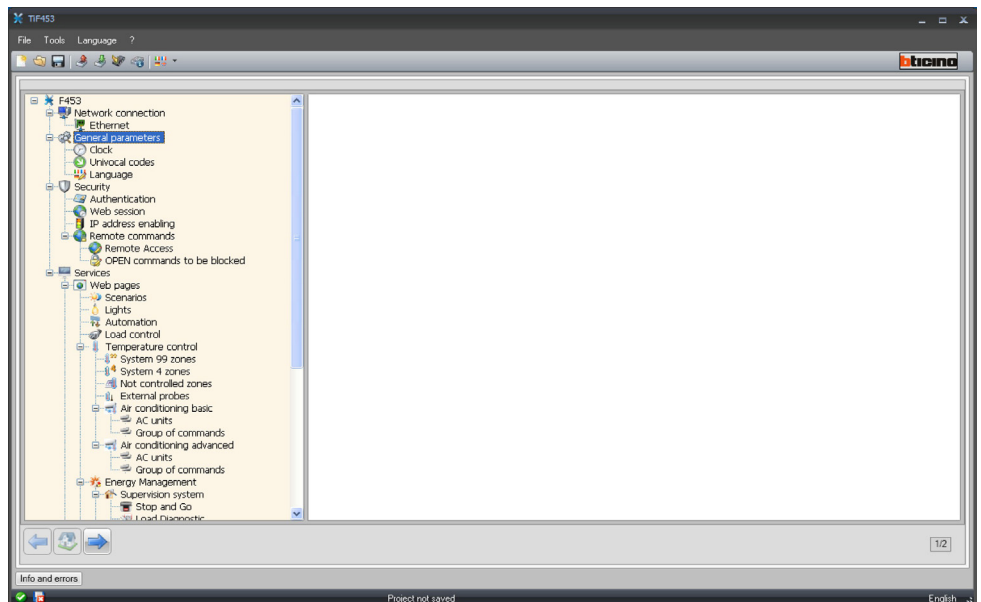 TiF453
File Tools Language ?
bticino
F453
Network connection
Ethernet
General parameters
Clock
Univocal codes
Language
Security
Authentication
Web session
IP address enabling
Remote commands
Remote Access
OPEN commands to be blocked
Services
Web pages
Scenarios
Lights
Automation
Load control
Temperature control
System 99 zones
System 4 zones
Not controlled zones
External probes
Air conditioning basic
AC units
Group of commands
Air conditioning advanced
AC units
Group of commands
Energy Management
Supervision system
Stop and Go
Load Diagnostic
1/2
Info and errors
Project not saved English